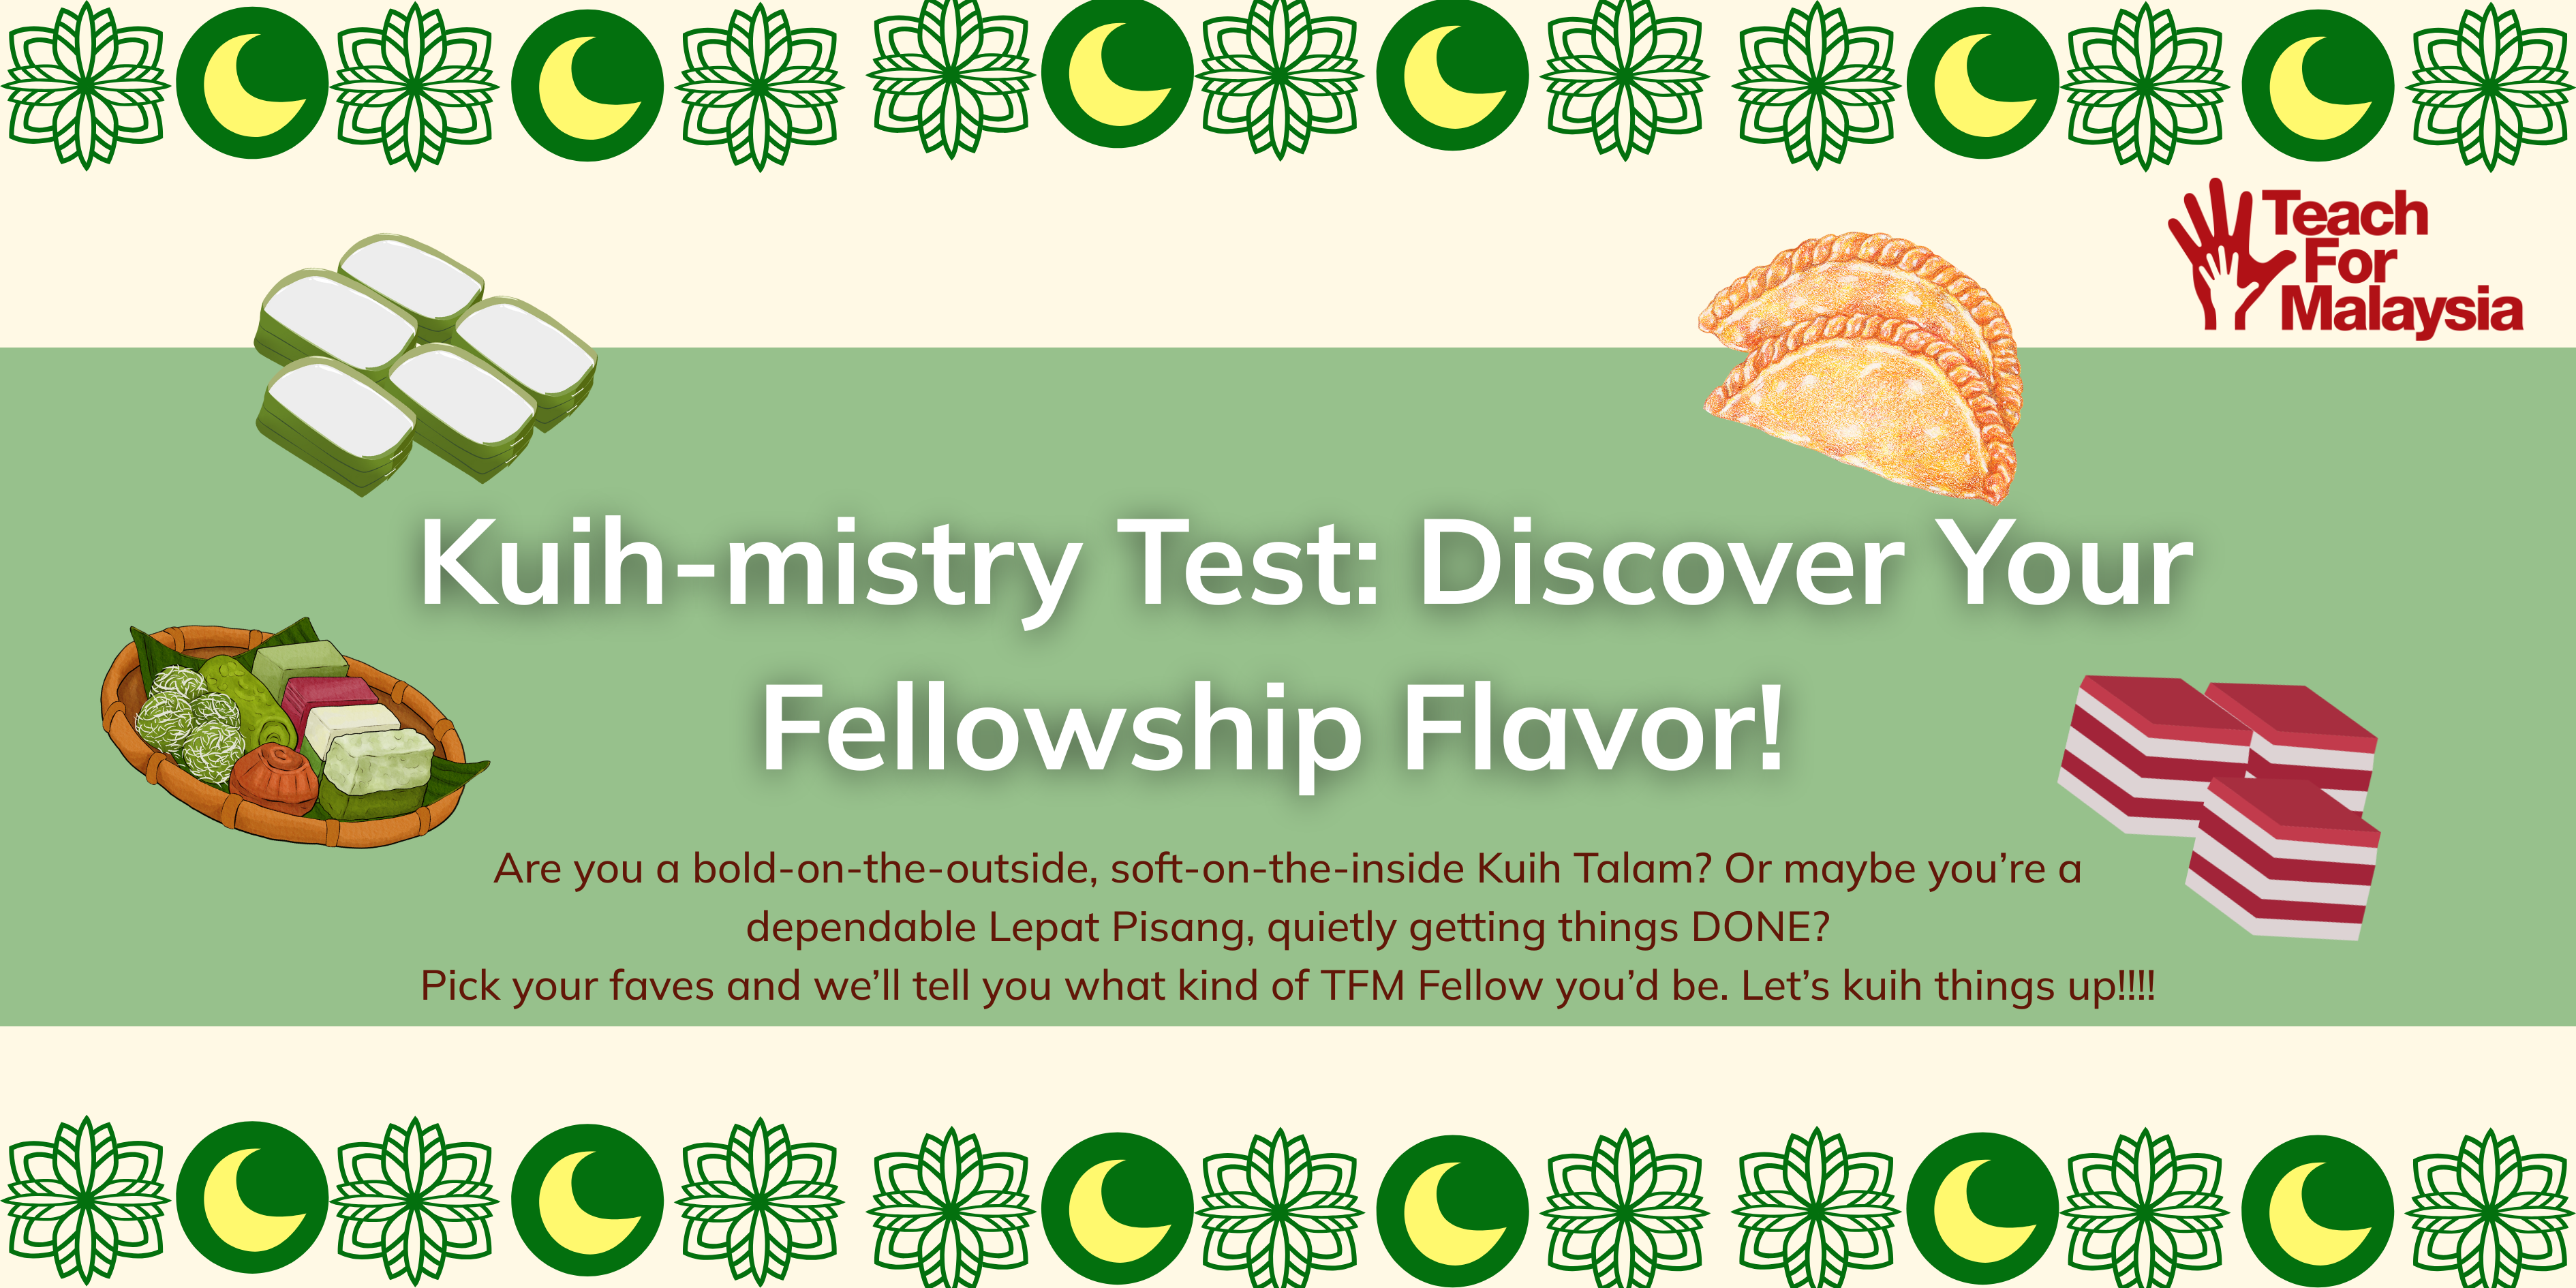 Teach
For
Malaysia
Kuih-mistry Test: Discover Your
Fellowship Flavor!
Are you a bold-on-the-outside, soft-on-the-inside Kuih Talam? Or maybe you’re a
dependable Lepat Pisang, quietly getting things DONE?
Pick your faves and we’ll tell you what kind of TFM Fellow you’d be. Let’s kuih things up!!!!